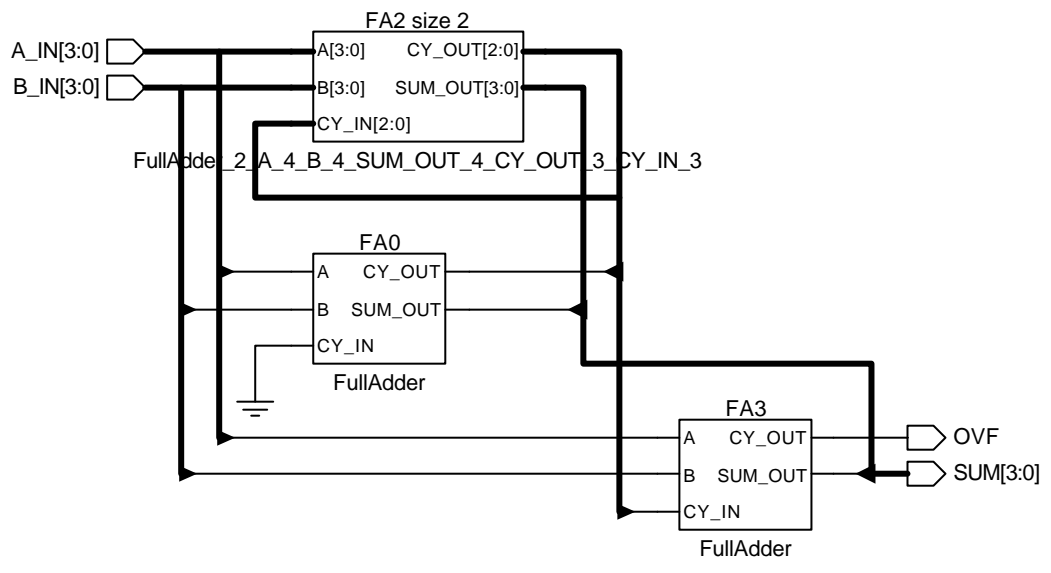 FA2 size 2
A_IN[3:0]
B_IN[3:0]
A[3:0]
CY_OUT[2:0]
B[3:0]
SUM_OUT[3:0]
CY_IN[2:0]
FullAdder_2_A_4_B_4_SUM_OUT_4_CY_OUT_3_CY_IN_3
FA0
A
CY_OUT
B
SUM_OUT
CY_IN
FullAdder
FA3
A
CY_OUT
OVF
B
SUM_OUT
SUM[3:0]
CY_IN
FullAdder